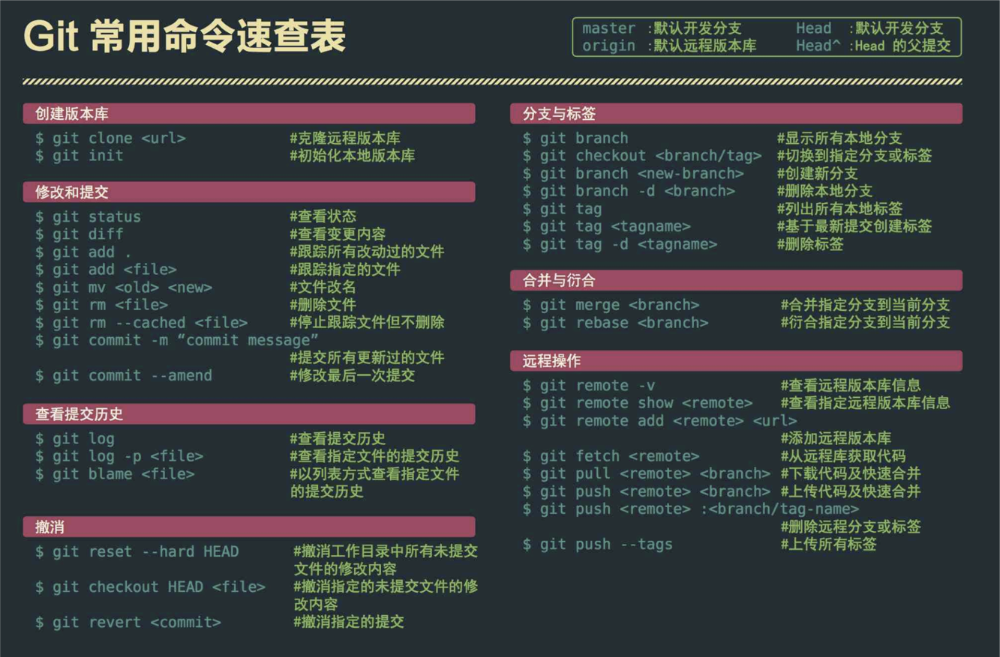 Git 常用命令速查表
master :默认开发分支 Head :默认开发分支
origin :默认远程版本库 Head^ :Head 的父提交
创建版本库
$ git clone <url> #克隆远程版本库
$ git init #初始化本地版本库
修改和提交
$ git status #查看状态
$ git diff #查看变更内容
$ git add . #跟踪所有改动过的文件
$ git add <file> #跟踪指定的文件
$ git mv <old> <new> #文件改名
$ git rm <file> #删除文件
$ git rm --cached <file> #停止跟踪文件但不删除
$ git commit -m “commit message”
#提交所有更新过的文件
$ git commit --amend #修改最后一次提交
查看提交历史
$ git log #查看提交历史
$ git log -p <file> #查看指定文件的提交历史
$ git blame <file> #以列表方式查看指定文件
的提交历史
撤消
$ git reset --hard HEAD #撤消工作目录中所有未提交
文件的修改内容
$ git checkout HEAD <file> #撤消指定的未提交文件的修
改内容
$ git revert <commit> #撤消指定的提交
分支与标签
$ git branch #显示所有本地分支
$ git checkout <branch/tag> #切换到指定分支或标签
$ git branch <new-branch> #创建新分支
$ git branch -d <branch> #删除本地分支
$ git tag #列出所有本地标签
$ git tag <tagname> #基于最新提交创建标签
$ git tag -d <tagname> #删除标签
合并与衍合
$ git merge <branch> #合并指定分支到当前分支
$ git rebase <branch> #衍合指定分支到当前分支
远程操作
$ git remote -v #查看远程版本库信息
$ git remote show <remote> #查看指定远程版本库信息
$ git remote add <remote> <url>
#添加远程版本库
$ git fetch <remote> #从远程库获取代码
$ git pull <remote> <branch> #下载代码及快速合并
$ git push <remote> <branch> #上传代码及快速合并
$ git push <remote> :<branch/tag-name>
#删除远程分支或标签
$ git push --tags #上传所有标签